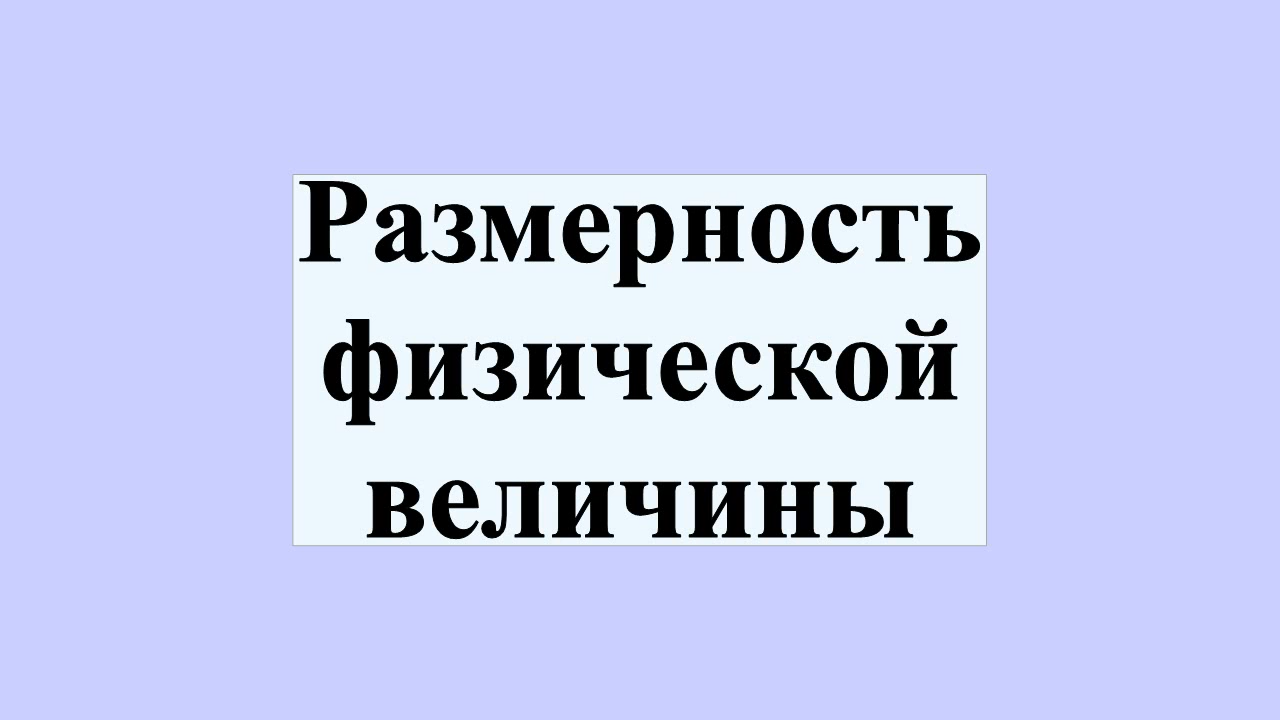 Размерность
физической
величины